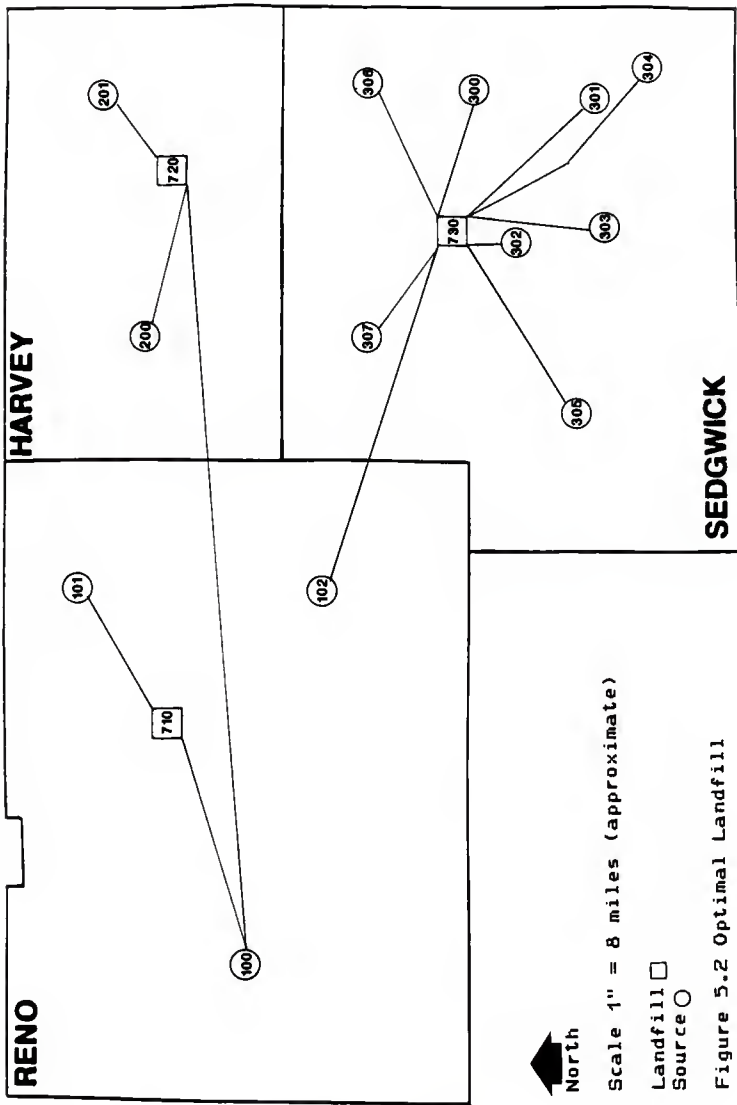 RENO
HARVEY
SEDGWICK
101
710
100
102
201
720
200
306
300
301
304
303
302
730
307
305
North
Scale 1" = 8 miles (approximate)
Landfill
Source
Figure 5.2 Optimal Landfill